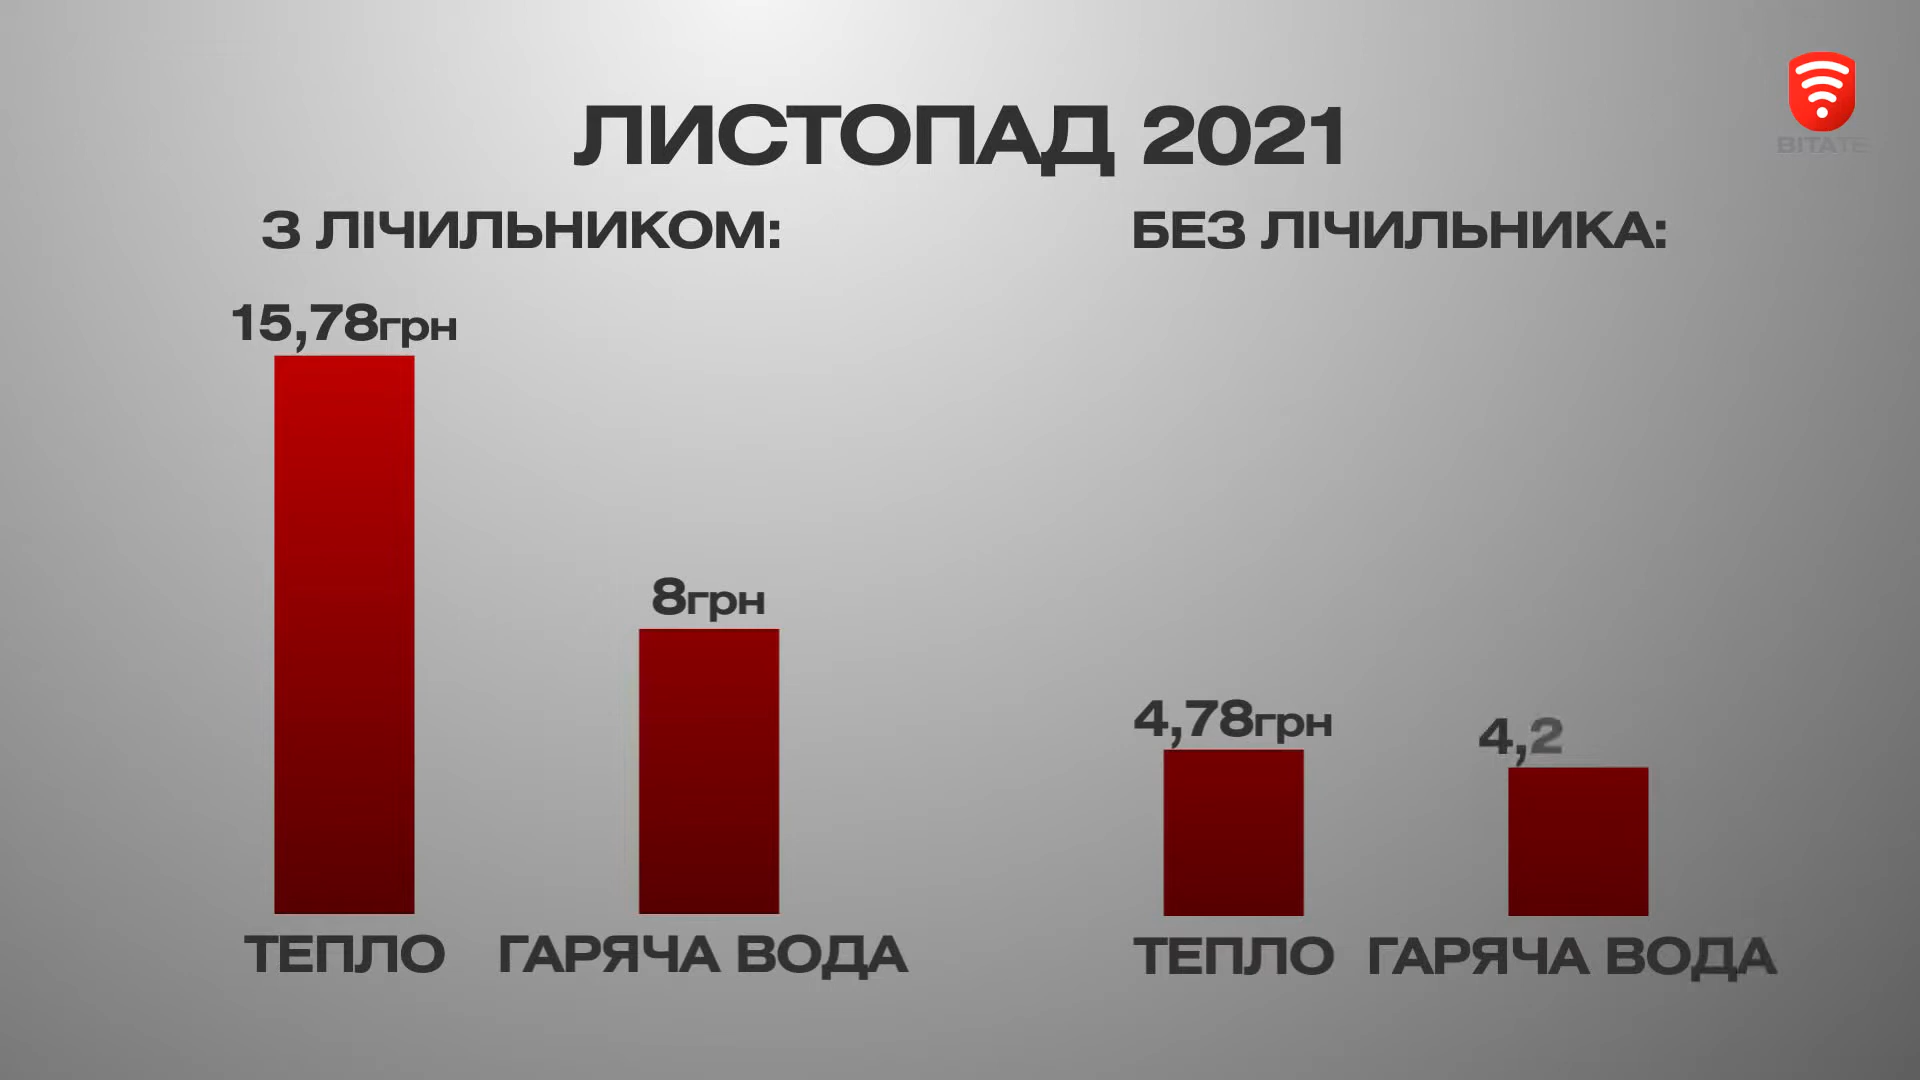 ЛИСТОПАД 2021
З ЛІЧИЛЬНИКОМ:
15,78грн
8грн
ТЕПЛО
ГАРЯЧА ВОДА
БЕЗ ЛІЧИЛЬНИКА:
4,78грн
4,2
ТЕПЛО
ГАРЯЧА ВОДА